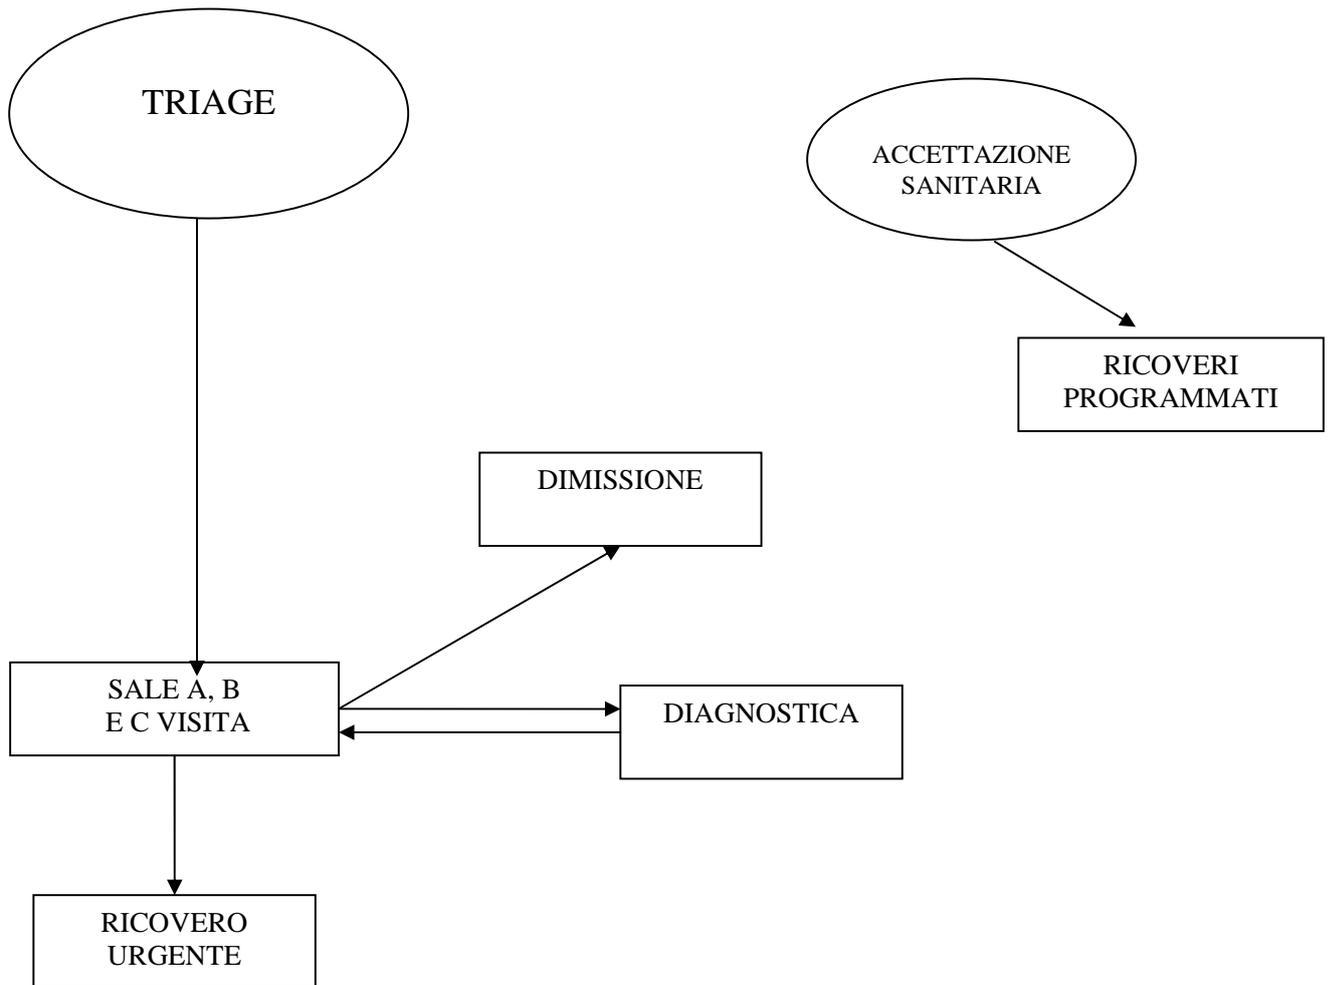 TRIAGE
ACCETTAZIONE
SANITARIA
RICOVERI
PROGRAMMATI
DIMISSIONE
SALE A, B
E C VISITA
DIAGNOSTICA
RICOVERO
URGENTE